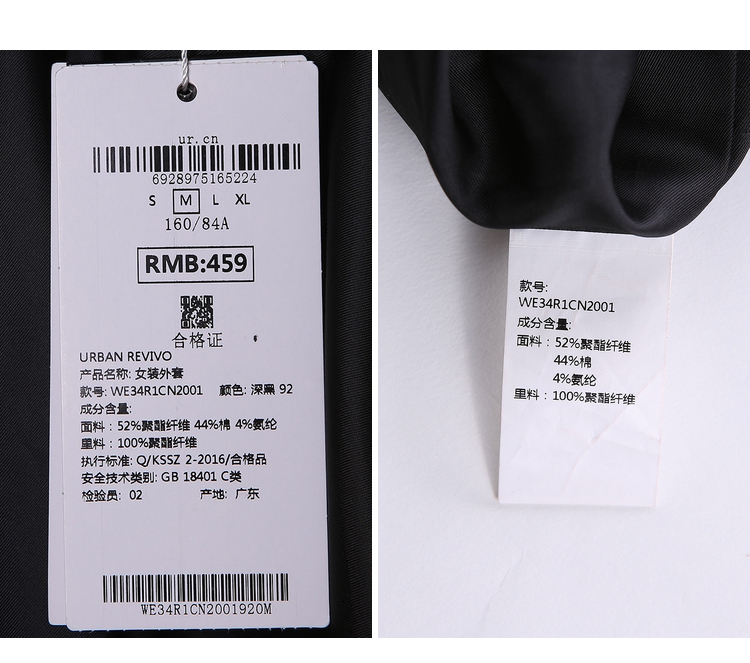 ur.cn
6928975165224
S M L XL
160/84A
RMB:459
合格证
URBAN REVIVO
产品名称: 女装外套
款号: WE34R1CN2001 颜色: 深黑 92
成分含量:
面料: 52%聚酯纤维 44%棉 4%氨纶
里料: 100%聚酯纤维
执行标准: Q/KSSZ 2-2016/合格品
安全技术类别: GB 18401 C类
检验员: 02 产地: 广东
WE34R1CN2001920M
款号:
WE34R1CN2001
成分含量:
面料: 52%聚酯纤维
44%棉
4%氨纶
里料: 100%聚酯纤维